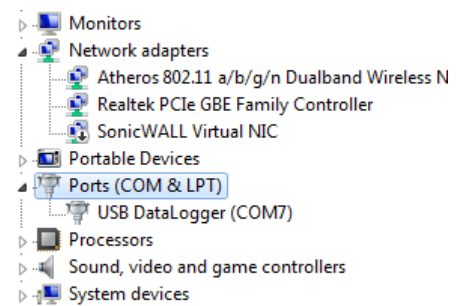 Monitors
Network adapters
Atheros 802.11 a/b/g/n Dualband Wireless N
Realtek PCIe GBE Family Controller
SonicWALL Virtual NIC
Portable Devices
Ports (COM & LPT)
USB DataLogger (COM7)
Processors
Sound, video and game controllers
System devices